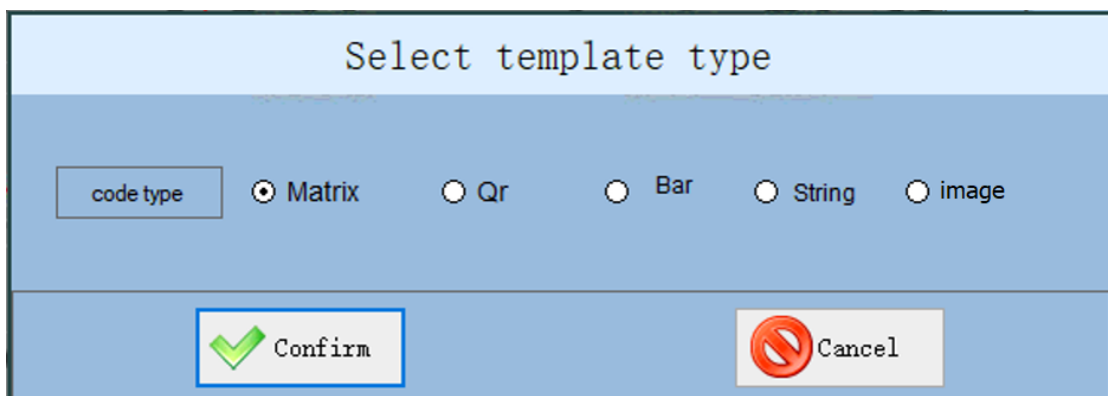 Select template type
code type Matrix Qr Bar String image
Confirm Cancel